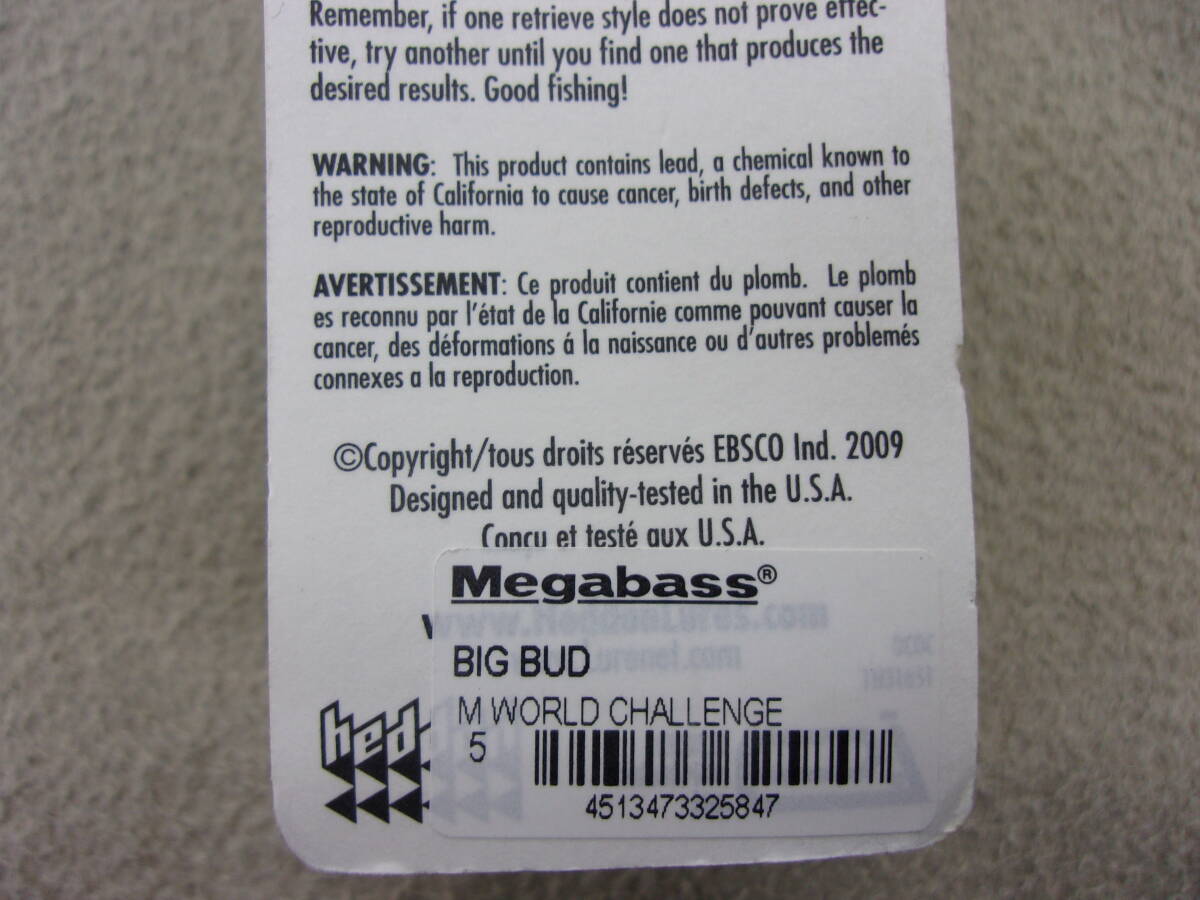 Remember, if one retrieve style does not prove effec-
tive, try another until you find one that produces the
desired results. Good fishing!
WARNING: This product contains lead, a chemical known to
the state of California to cause cancer, birth defects, and other
reproductive harm.
AVERTISSEMENT: Ce produit contient du plomb. Le plomb
es reconnu par l'état de la Californie comme pouvant causer la
cancer, des déformations á la naissance ou d'autres problemés
connexes a la reproduction.
©Copyright/tous droits réservés EBSCO Ind. 2009
Designed and quality-tested in the U.S.A.
Conçu et testé aux U.S.A.
Megabass®
www.HeddonLures.com
BIG BUD
M WORLD CHALLENGE
hed
5
4513473325847